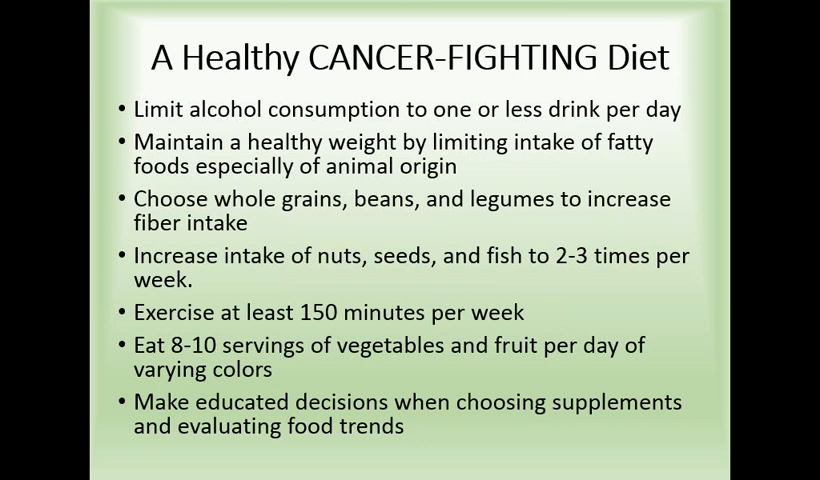 A Healthy CANCER-FIGHTING Diet
• Limit alcohol consumption to one or less drink per day
• Maintain a healthy weight by limiting intake of fatty
foods especially of animal origin
• Choose whole grains, beans, and legumes to increase
fiber intake
• Increase intake of nuts, seeds, and fish to 2-3 times per
week.
• Exercise at least 150 minutes per week
• Eat 8-10 servings of vegetables and fruit per day of
varying colors
• Make educated decisions when choosing supplements
and evaluating food trends